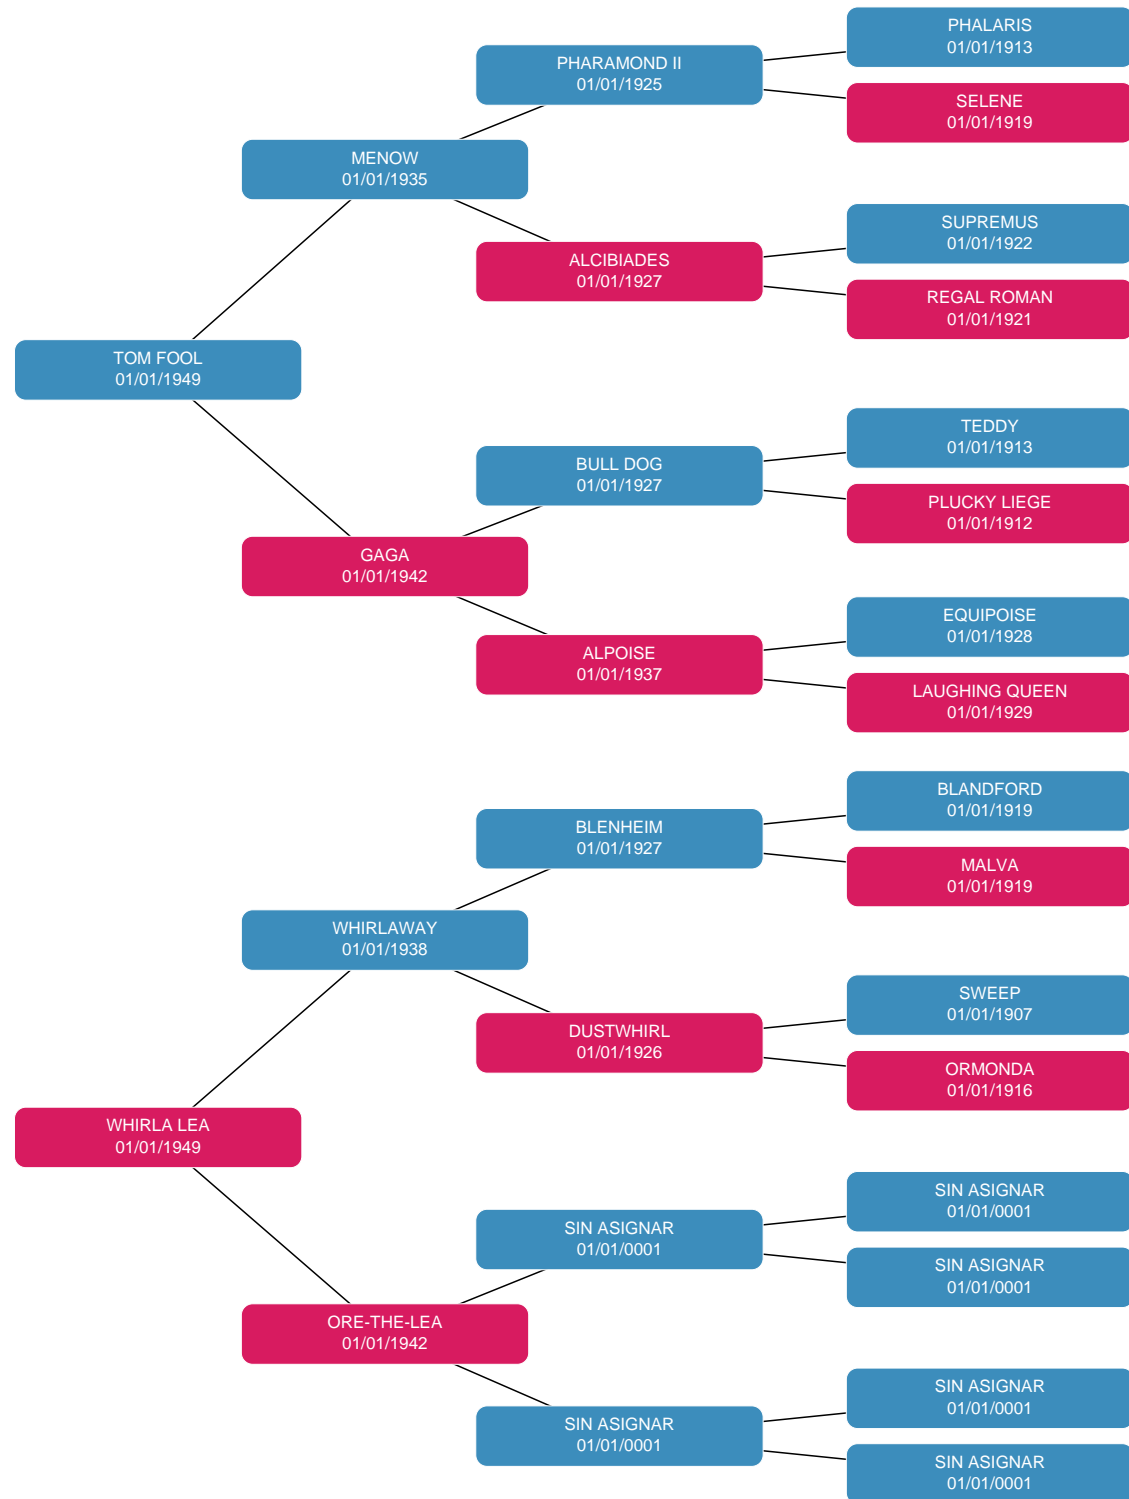 PHALARIS
01/01/1913
PHARAMOND II
01/01/1925
SELENE
01/01/1919
MENOW
01/01/1935
SUPREMUS
01/01/1922
ALCIBIADES
01/01/1927
REGAL ROMAN
01/01/1921
TOM FOOL
01/01/1949
TEDDY
01/01/1913
BULL DOG
01/01/1927
PLUCKY LIEGE
01/01/1912
GAGA
01/01/1942
EQUIPOISE
01/01/1928
ALPOISE
01/01/1937
LAUGHING QUEEN
01/01/1929
BLANDFORD
01/01/1919
BLENHEIM
01/01/1927
MALVA
01/01/1919
WHIRLAWAY
01/01/1938
SWEEP
01/01/1907
DUSTWHIRL
01/01/1926
ORMONDA
01/01/1916
WHIRLA LEA
01/01/1949
SIN ASIGNAR
01/01/0001
SIN ASIGNAR
01/01/0001
SIN ASIGNAR
01/01/0001
ORE-THE-LEA
01/01/1942
SIN ASIGNAR
01/01/0001
SIN ASIGNAR
01/01/0001
SIN ASIGNAR
01/01/0001